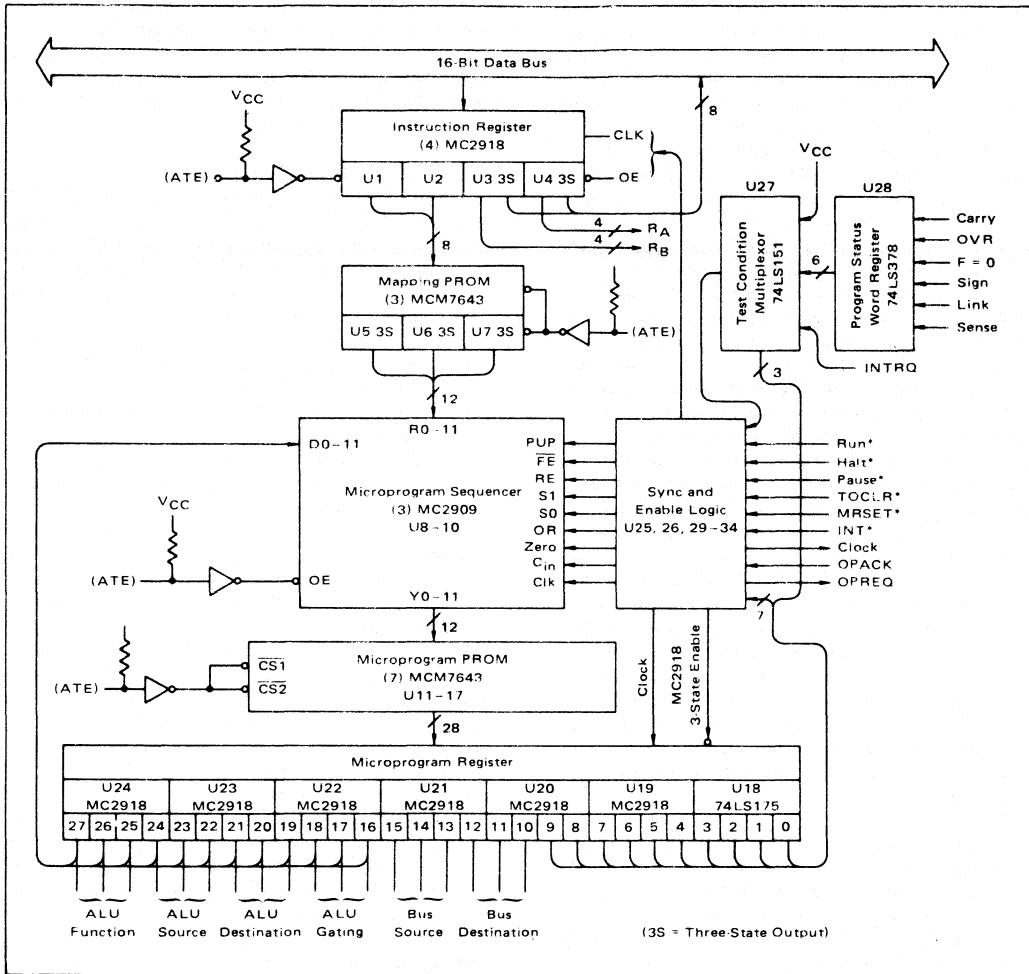 16-Bit Data Bus
VCC
(ATE)
Instruction Register
(4) MC2918
U1 U2 U3 3S U4 3S
CLK
OE
8
4
RA
4
RB
8
VCC
U27
Test Condition
Multiplexor
74LS151
6
U28
Program Status
Word Register
74LS378
Carry
OVR
F = 0
Sign
Link
Sense
INTRQ
3
Mapping PROM
(3) MCM7643
U5 3S U6 3S U7 3S
(ATE)
12
R0-11
D0-11
Microprogram Sequencer
(3) MC2909
U8-10
PUP
FE
RE
S1
S0
OR
Zero
Cin
Clk
OE
Y0-11
VCC
(ATE)
Sync and
Enable Logic
U25, 26, 29-34
Run*
Halt*
Pause*
TOCLR*
MRSET*
INT*
Clock
OPACK
OPREQ
7
12
Microprogram PROM
(7) MCM7643
U11-17
CS1
CS2
(ATE)
Clock
MC2918
3-State Enable
28
Microprogram Register
U24 U23 U22 U21 U20 U19 U18
MC2918 MC2918 MC2918 MC2918 MC2918 MC2918 74LS175
27 26 25 24 23 22 21 20 19 18 17 16 15 14 13 12 11 10 9 8 7 6 5 4 3 2 1 0
ALU Function
ALU Source
ALU Destination
ALU Gating
Bus Source
Bus Destination
(3S = Three-State Output)